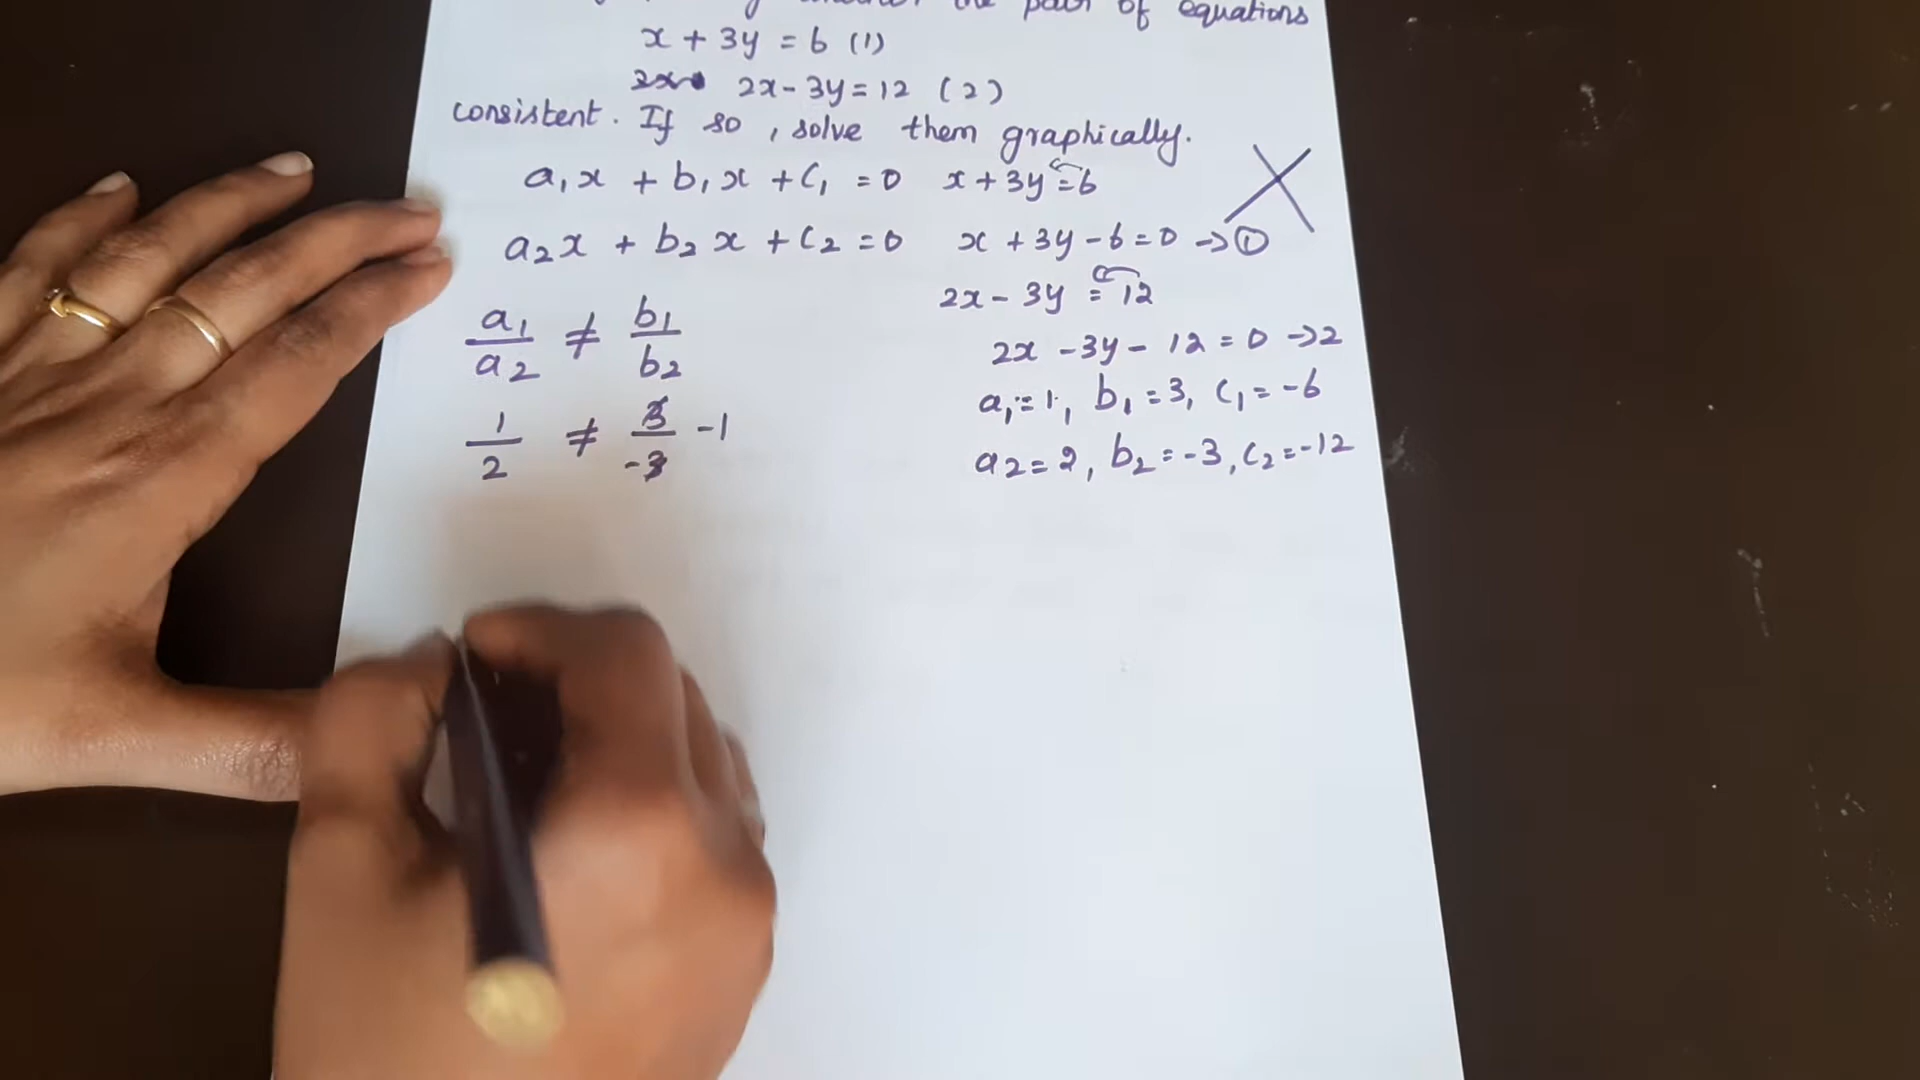 the pair of equations
x + 3y = 6 (1)
2x 2x - 3y = 12 (2)
consistent. If so, solve them graphically.
a₁x + b₁x + C₁ = 0
a₂x + b₂x + C₂ = 0
a₁/a₂ ≠ b₁/b₂
1/2 ≠ 3/-3 -1
x + 3y = 6
x + 3y - 6 = 0 → ①
2x - 3y = 12
2x - 3y - 12 = 0 → 2
a₁ = 1, b₁ = 3, C₁ = -6
a₂ = 2, b₂ = -3, C₂ = -12